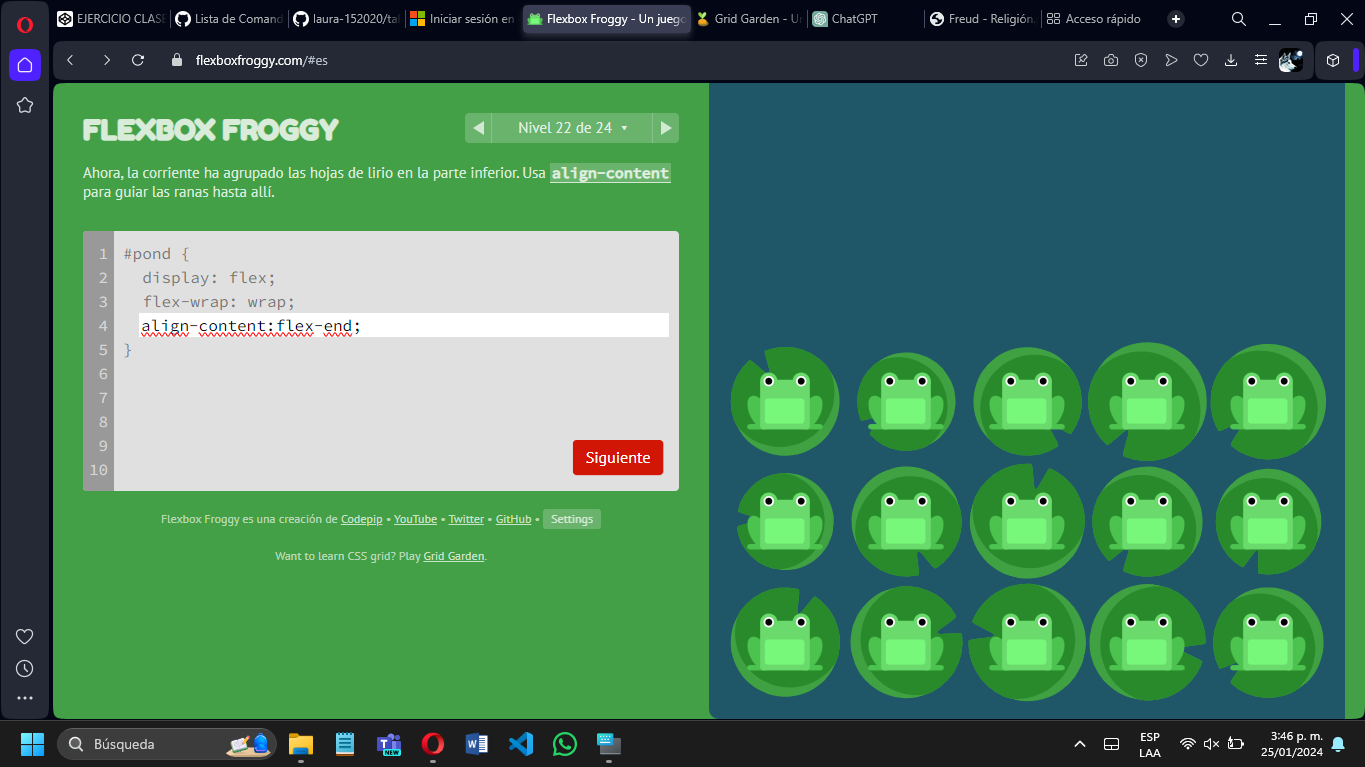 EJERCICIO CLAS
Lista de Comand
laura-152020/tal
Iniciar sesión en
Flexbox Froggy - Un juego
Grid Garden - Un
ChatGPT
Freud - Religión.
Acceso rápido
flexboxfroggy.com/#es
FLEXBOX FROGGY
Nivel 22 de 24
Ahora, la corriente ha agrupado las hojas de lirio en la parte inferior. Usa align-content
para guiar las ranas hasta allí.
1 #pond {
2 display: flex;
3 flex-wrap: wrap;
4 align-content:flex-end;
5 }
6
7
8
9
10
Siguiente
Flexbox Froggy es una creación de Codepip • YouTube • Twitter • GitHub • Settings
Want to learn CSS grid? Play Grid Garden.
Búsqueda
NEW
ESP
LAA
3:46 p. m.
25/01/2024